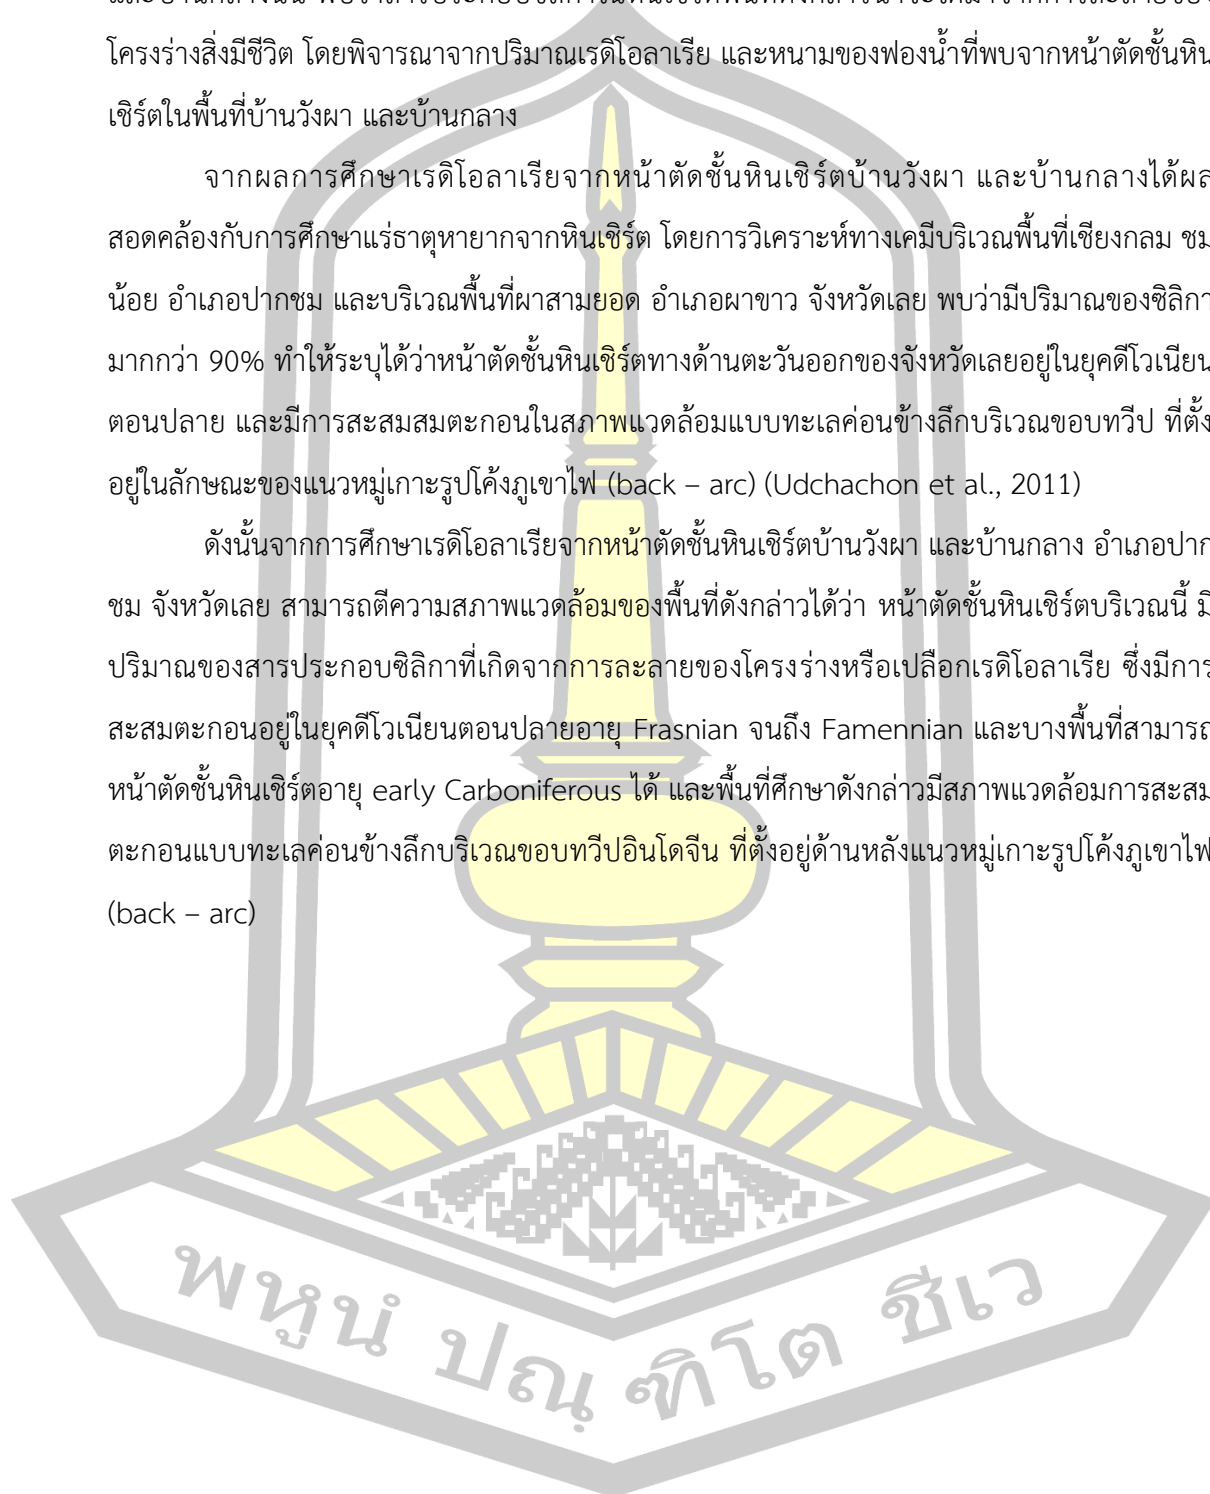 โครงร่างสิ่งมีชีวิต โดยพิจารณาจากปริมาณเรดิโอลาเรีย และหนามของฟองน้ำที่พบจากหน้าตัดชั้นหิน
เชิร์ตในพื้นที่บ้านวังผา และบ้านกลาง
จากผลการศึกษาเรดิโอลาเรียจากหน้าตัดชั้นหินเชิร์ตบ้านวังผา และบ้านกลางได้ผล
สอดคล้องกับการศึกษาแร่ธาตุหายากจากหินเชิร์ต โดยการวิเคราะห์ทางเคมีบริเวณพื้นที่เชียงกลม ชม
น้อย อำเภอปากชม และบริเวณพื้นที่ผาสามยอด อำเภอผาขาว จังหวัดเลย พบว่ามีปริมาณของซิลิกา
มากกว่า 90% ทำให้ระบุได้ว่าหน้าตัดชั้นหินเชิร์ตทางด้านตะวันออกของจังหวัดเลยอยู่ในยุคดีโวเนียน
ตอนปลาย และมีการสะสมสมตะกอนในสภาพแวดล้อมแบบทะเลค่อนข้างลึกบริเวณขอบทวีป ที่ตั้ง
อยู่ในลักษณะของแนวหมู่เกาะรูปโค้งภูเขาไฟ (back – arc) (Udchachon et al., 2011)
ดังนั้นจากการศึกษาเรดิโอลาเรียจากหน้าตัดชั้นหินเชิร์ตบ้านวังผา และบ้านกลาง อำเภอปาก
ชม จังหวัดเลย สามารถตีความสภาพแวดล้อมของพื้นที่ดังกล่าวได้ว่า หน้าตัดชั้นหินเชิร์ตบริเวณนี้ มี
ปริมาณของสารประกอบซิลิกาที่เกิดจากการละลายของโครงร่างหรือเปลือกเรดิโอลาเรีย ซึ่งมีการ
สะสมตะกอนอยู่ในยุคดีโวเนียนตอนปลายอายุ Frasnian จนถึง Famennian และบางพื้นที่สามารถ
หน้าตัดชั้นหินเชิร์ตอายุ early Carboniferous ได้ และพื้นที่ศึกษาดังกล่าวมีสภาพแวดล้อมการสะสม
ตะกอนแบบทะเลค่อนข้างลึกบริเวณขอบทวีปอินโดจีน ที่ตั้งอยู่ด้านหลังแนวหมู่เกาะรูปโค้งภูเขาไฟ
(back – arc)
พหูนํ ปณฺฑิโต ชีเว